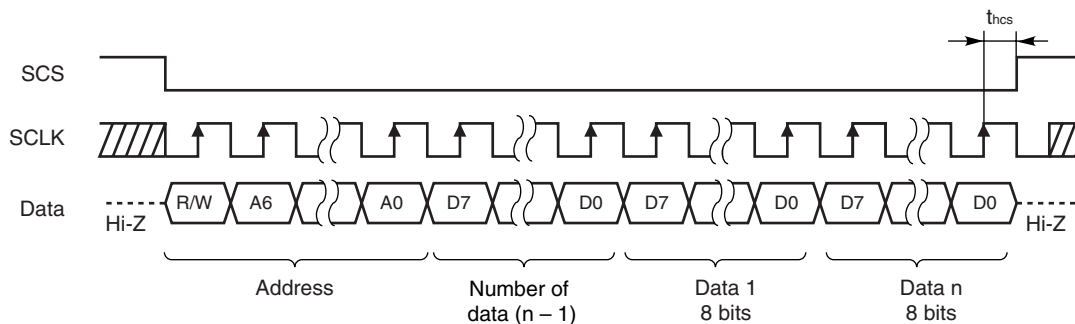 thcs
SCS
SCLK
Data
R/W A6 A0 D7 D0 D7 D0 D7 D0
Hi-Z Hi-Z
Address
Number of
data (n – 1)
Data 1
8 bits
Data n
8 bits